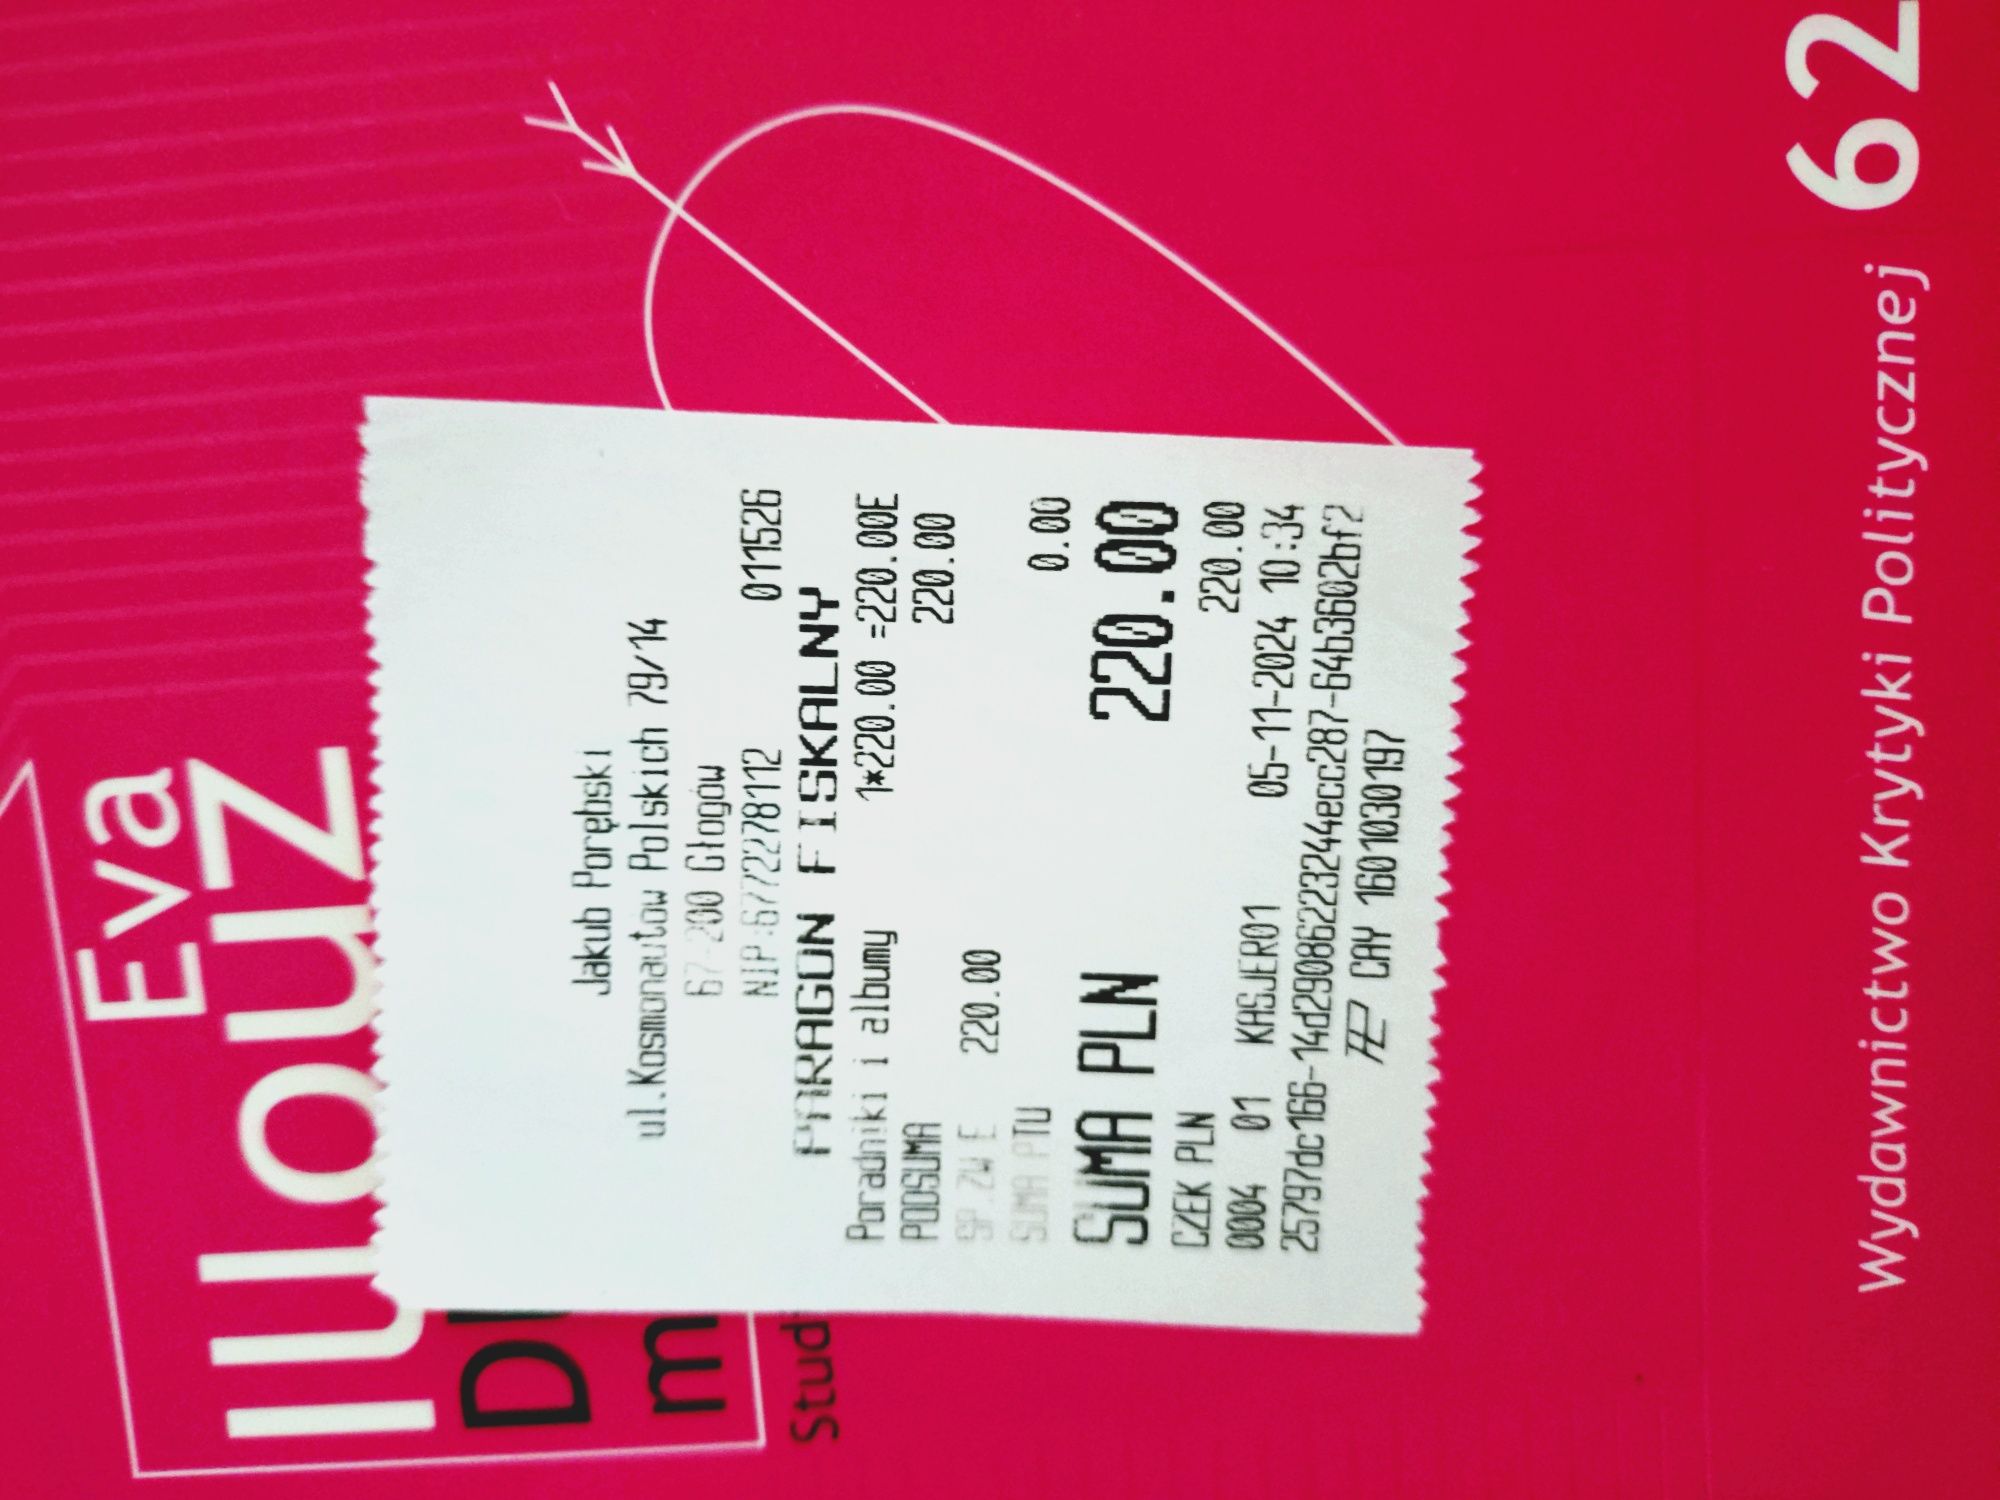 Eva
Illouz
Stud
Jakub Porębski
ul.Kosmonautów Polskich 79/14
67-200 Głogów
NIP:6772278112 011526
PARAGON FISKALNY
Poradniki i albumy 1*220.00 =220.00E
PODSUMA 220.00
SP ZW E 220.00
SUMA PTU 0.00
SUMA PLN 220.00
CZEK PLN 220.00
0004 01 KASJER01 05-11-2024 10:34
25797dc166-14d29086223244ecc287-64b3602bf2
CAY 1601030197
Wydawnictwo Krytyki Politycznej 62